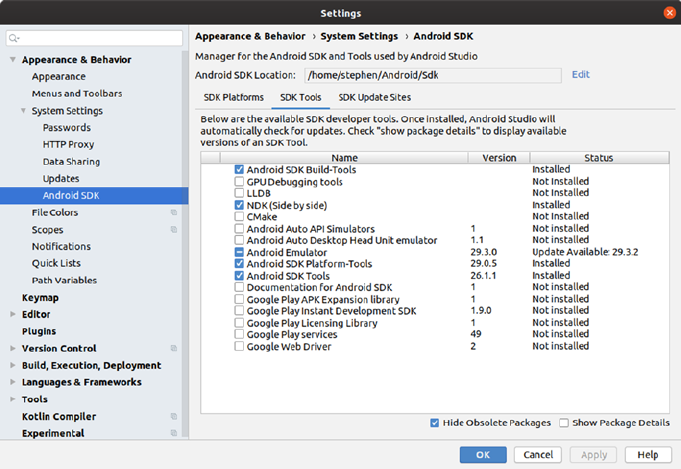 Settings
Appearance & Behavior
Appearance
Menus and Toolbars
System Settings
Passwords
HTTP Proxy
Data Sharing
Updates
Android SDK
File Colors
Scopes
Notifications
Quick Lists
Path Variables
Keymap
Editor
Plugins
Version Control
Build, Execution, Deployment
Languages & Frameworks
Tools
Kotlin Compiler
Experimental
Appearance & Behavior › System Settings › Android SDK
Manager for the Android SDK and Tools used by Android Studio
Android SDK Location: /home/stephen/Android/Sdk Edit
SDK Platforms SDK Tools SDK Update Sites
Below are the available SDK developer tools. Once installed, Android Studio will
automatically check for updates. Check "show package details" to display available
versions of an SDK Tool.
Name Version Status
Android SDK Build-Tools Installed
GPU Debugging tools Not Installed
LLDB Not Installed
NDK (Side by side) Installed
CMake Not Installed
Android Auto API Simulators 1 Not installed
Android Auto Desktop Head Unit emulator 1.1 Not installed
Android Emulator 29.3.0 Update Available: 29.3.2
Android SDK Platform-Tools 29.0.5 Installed
Android SDK Tools 26.1.1 Installed
Documentation for Android SDK 1 Not installed
Google Play APK Expansion library 1 Not installed
Google Play Instant Development SDK 1.9.0 Not installed
Google Play Licensing Library 1 Not installed
Google Play services 49 Not installed
Google Web Driver 2 Not installed
Hide Obsolete Packages Show Package Details
OK Cancel Apply Help